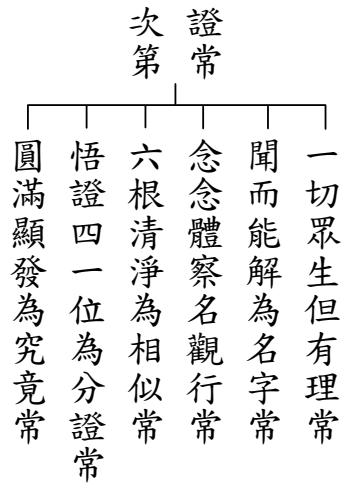 證常
次第
一切眾生但有理常
聞而能解為名字常
念念體察名觀行常
六根清淨為相似常
悟證四一位為分證常
圓滿顯發為究竟常